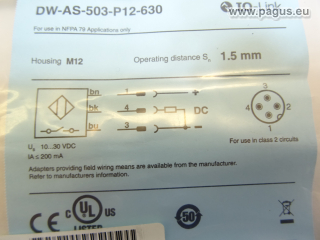 www.pagus.eu
DW-AS-503-P12-630
IO-Link
For use in NFPA 79 Applications only
Housing M12
Operating distance Sn 1.5 mm
bn 1 +
bk 4 DC
bu 3 -
1
2
3
4
For use in class 2 circuits
Ue 10...30 VDC
IA ≤ 200 mA
Adapters providing field wiring means are available from the manufacturer.
Refer to manufacturers information.
CE
C UL US
LISTED
50